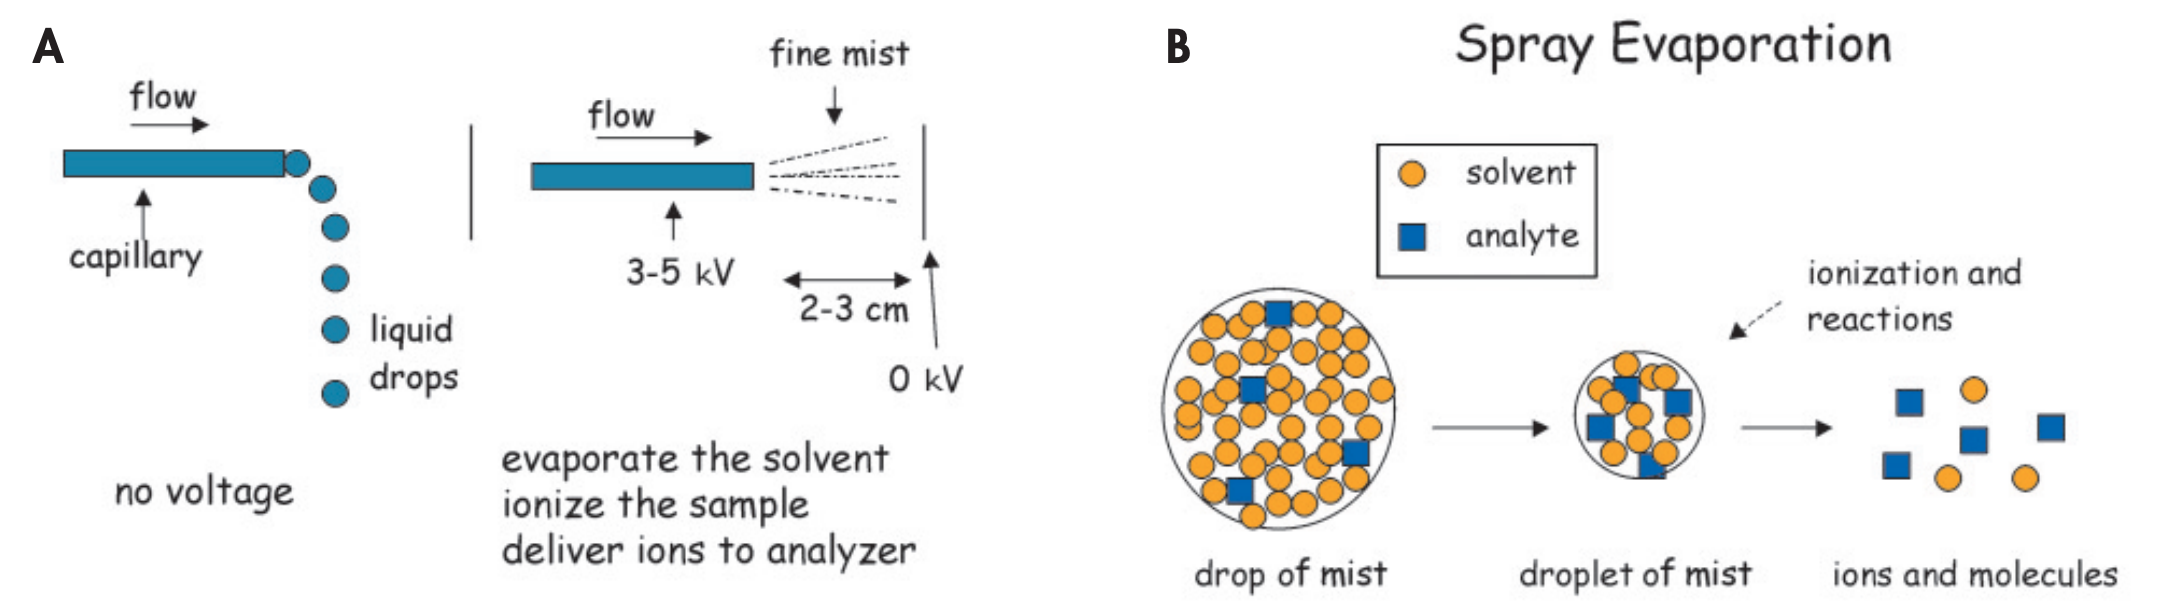 A
flow
capillary
liquid
drops
no voltage
fine mist
flow
3-5 kV
2-3 cm
0 kV
evaporate the solvent
ionize the sample
deliver ions to analyzer
B
Spray Evaporation
solvent
analyte
ionization and
reactions
drop of mist
droplet of mist
ions and molecules